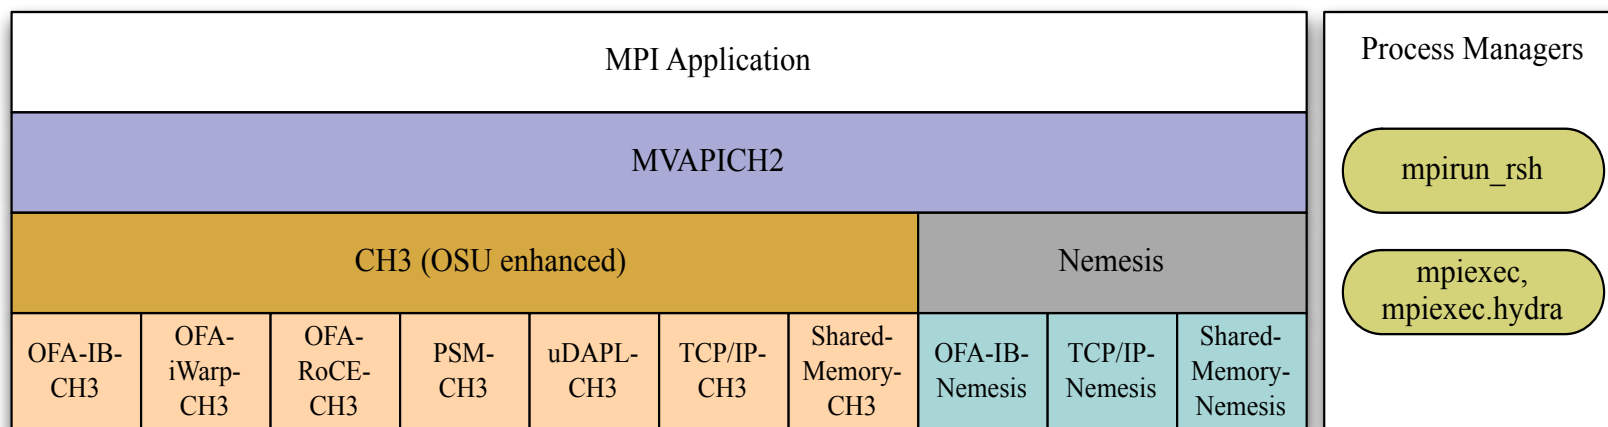 MPI Application
MVAPICH2
CH3 (OSU enhanced)
Nemesis
OFA-IB-
CH3
OFA-
iWarp-
CH3
OFA-
RoCE-
CH3
PSM-
CH3
uDAPL-
CH3
TCP/IP-
CH3
Shared-
Memory-
CH3
OFA-IB-
Nemesis
TCP/IP-
Nemesis
Shared-
Memory-
Nemesis
Process Managers
mpirun_rsh
mpiexec,
mpiexec.hydra